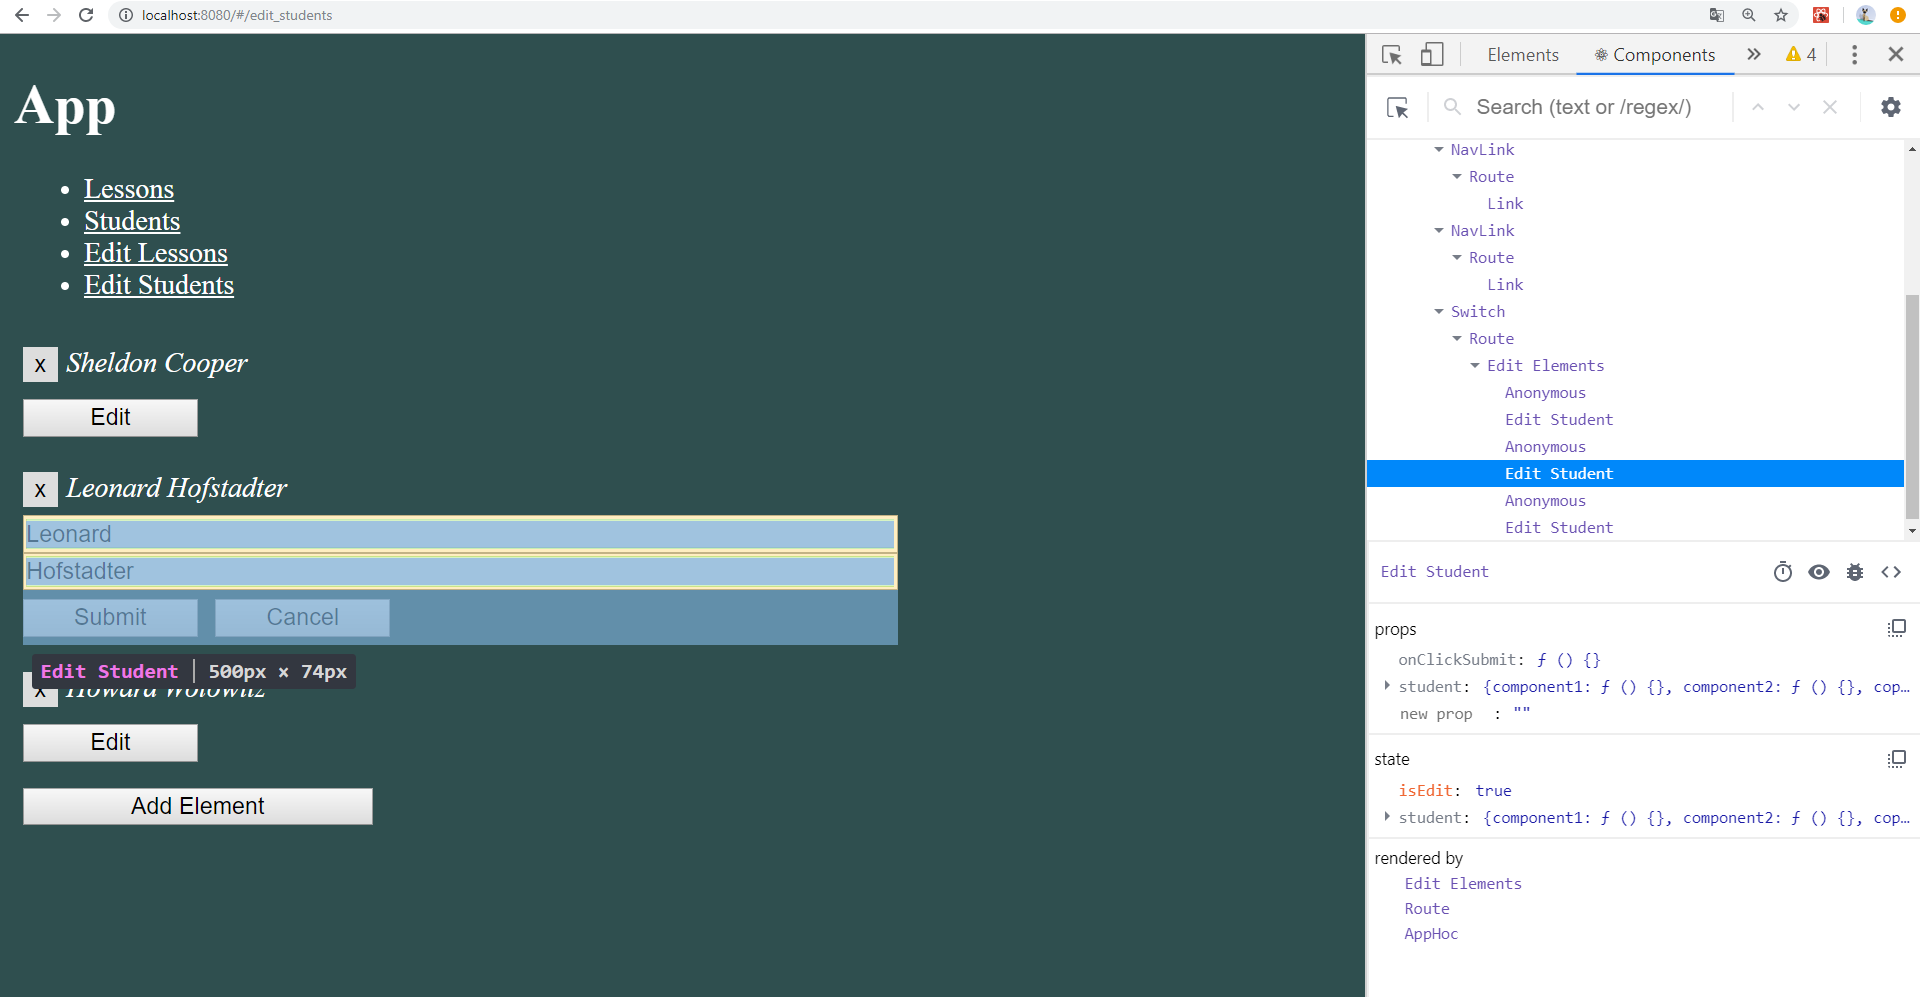 localhost:8080/#/edit_students
App
Lessons
Students
Edit Lessons
Edit Students
x Sheldon Cooper
Edit
x Leonard Hofstadter
Leonard
Hofstadter
Submit Cancel
Edit Student | 500px × 74px
x Howard Wolowitz
Edit
Add Element
Elements Components 4
Search (text or /regex/)
NavLink
Route
Link
NavLink
Route
Link
Switch
Route
Edit Elements
Anonymous
Edit Student
Anonymous
Edit Student
Anonymous
Edit Student
Edit Student
props
onClickSubmit: ƒ () {}
student: {component1: ƒ () {}, component2: ƒ () {}, cop…
new prop : ""
state
isEdit: true
student: {component1: ƒ () {}, component2: ƒ () {}, cop…
rendered by
Edit Elements
Route
AppHoc